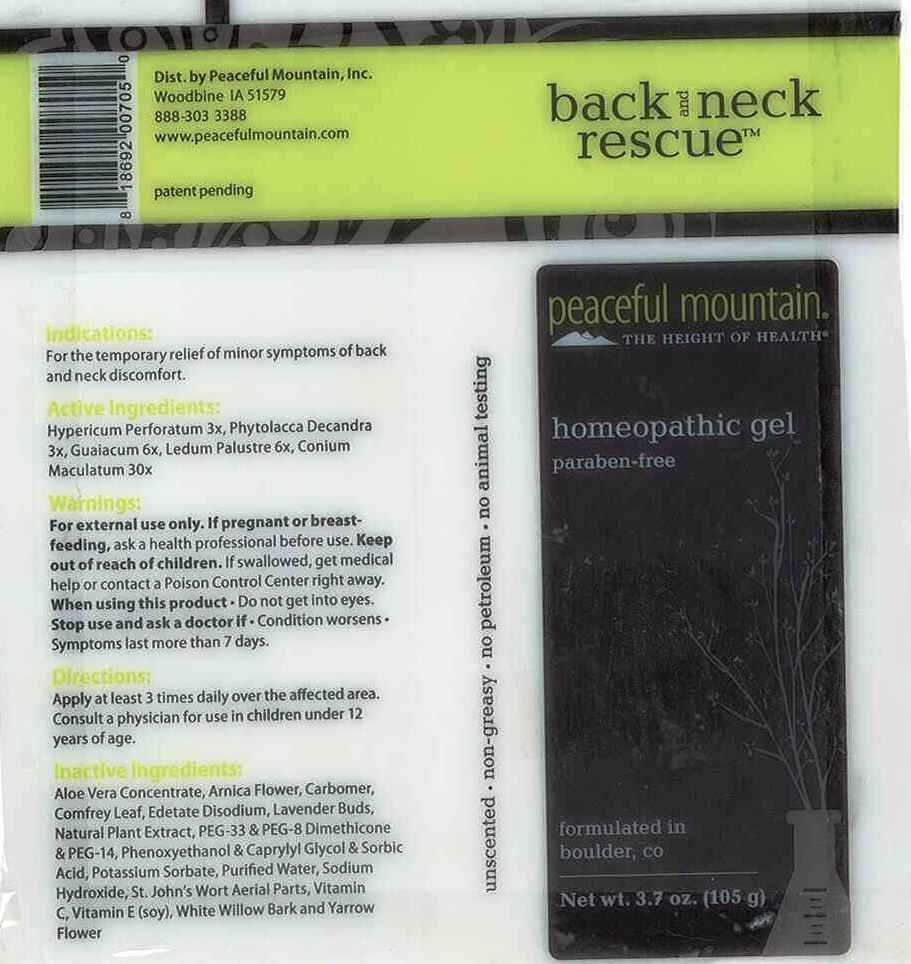 8 18692 00705 0
Dist. by Peaceful Mountain, Inc.
Woodbine IA 51579
888-303 3388
www.peacefulmountain.com
patent pending
back and neck
rescue™
Indications:
For the temporary relief of minor symptoms of back
and neck discomfort.
Active Ingredients:
Hypericum Perforatum 3x, Phytolacca Decandra
3x, Guaiacum 6x, Ledum Palustre 6x, Conium
Maculatum 30x
Warnings:
For external use only. If pregnant or breast-
feeding, ask a health professional before use. Keep
out of reach of children. If swallowed, get medical
help or contact a Poison Control Center right away.
When using this product • Do not get into eyes.
Stop use and ask a doctor if • Condition worsens •
Symptoms last more than 7 days.
Directions:
Apply at least 3 times daily over the affected area.
Consult a physician for use in children under 12
years of age.
Inactive Ingredients:
Aloe Vera Concentrate, Arnica Flower, Carbomer,
Comfrey Leaf, Edetate Disodium, Lavender Buds,
Natural Plant Extract, PEG-33 & PEG-8 Dimethicone
& PEG-14, Phenoxyethanol & Caprylyl Glycol & Sorbic
Acid, Potassium Sorbate, Purified Water, Sodium
Hydroxide, St. John's Wort Aerial Parts, Vitamin
C, Vitamin E (soy), White Willow Bark and Yarrow
Flower
unscented • non-greasy • no petroleum • no animal testing
peaceful mountain®
THE HEIGHT OF HEALTH®
homeopathic gel
paraben-free
formulated in
boulder, co
Net wt. 3.7 oz. (105 g)